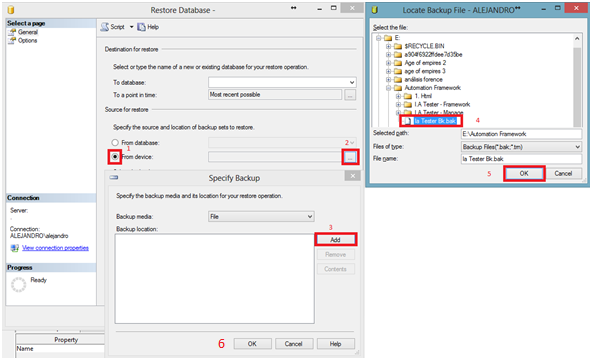 Restore Database -
Select a page
General
Options
Script
Help
Destination for restore
Select or type the name of a new or existing database for your restore operation.
To database:
To a point in time:
Most recent possible
...
Source for restore
Specify the source and location of backup sets to restore.
1
2
From database:
From device:
...
Connection
Server:
.
Connection:
ALEJANDRO\alejandro
View connection properties
Progress
Ready
Property
Name
Specify Backup
Specify the backup media and its location for your restore operation.
Backup media:
File
Backup location:
3
Add
Remove
Contents
6
OK
Cancel
Help
Locate Backup File - ALEJANDRO
Select the file:
E:
$RECYCLE.BIN
a904f6922ffdee7d35be
Age of empires 2
age of empires 3
análisis forence
Automation Framework
1. Html
I.A Tester - Framework
I.A Tester - Manage
Ia Tester Bk.bak
4
Selected path:
E:\Automation Framework
Files of type:
Backup Files(*.bak;*.trn)
File name:
Ia Tester Bk.bak
5
OK
Cancel